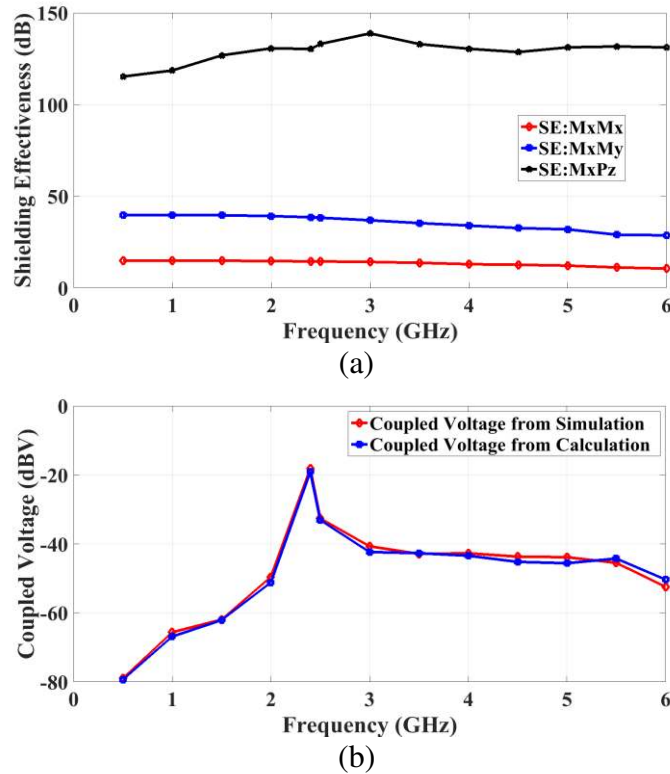 150
100
50
0
Shielding Effectiveness (dB)
SE:MxMx
SE:MxMy
SE:MxPz
0 1 2 3 4 5 6
Frequency (GHz)
(a)
0
-20
-40
-60
-80
Coupled Voltage (dBV)
Coupled Voltage from Simulation
Coupled Voltage from Calculation
0 1 2 3 4 5 6
Frequency (GHz)
(b)